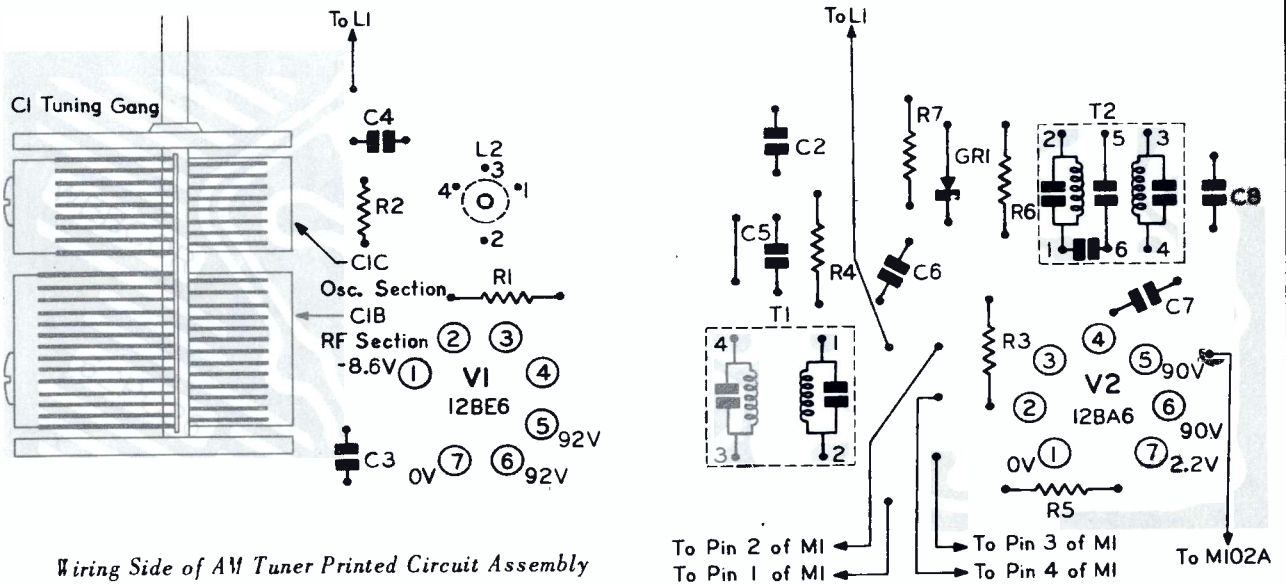 To L1
C1 Tuning Gang
C4
L2
3
4
1
2
R2
C1C
Osc. Section
R1
C1B
RF Section
-8.6V
2
3
1
V1
4
12BE6
5
92V
C3
0V
7
6
92V
Wiring Side of AM Tuner Printed Circuit Assembly
To L1
C2
R7
GR1
R6
T2
2
5
3
1
6
4
C8
C5
R4
C6
C7
T1
4
1
3
2
R3
4
3
5
90V
V2
2
12BA6
6
90V
0V
1
7
2.2V
R5
To Pin 2 of M1
To Pin 1 of M1
To Pin 3 of M1
To Pin 4 of M1
To M102A